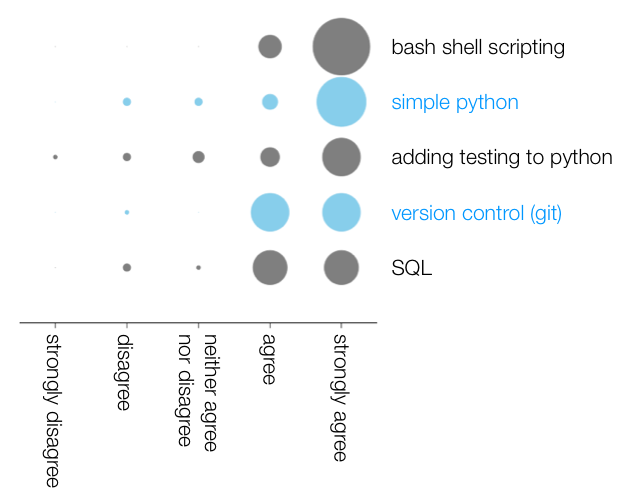 bash shell scripting
simple python
adding testing to python
version control (git)
SQL
strongly disagree
disagree
neither agree
nor disagree
agree
strongly agree